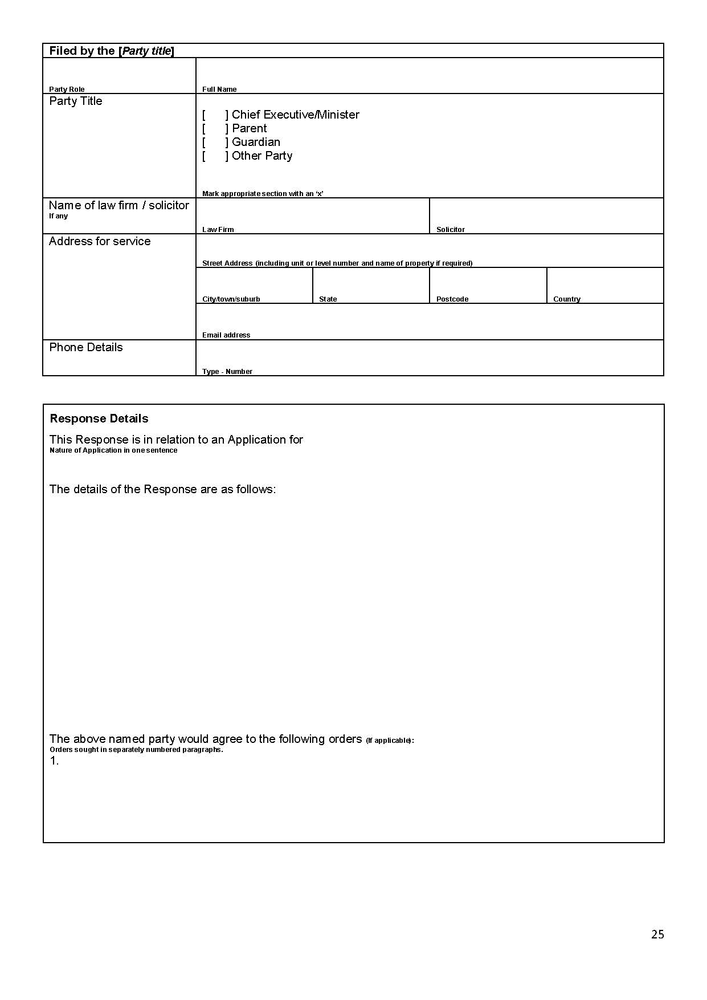 Filed by the [Party title]
Party Role
Full Name
Party Title
[ ] Chief Executive/Minister
[ ] Parent
[ ] Guardian
[ ] Other Party
Mark appropriate section with an ‘x’
Name of law firm / solicitor
If any
Law Firm
Solicitor
Address for service
Street Address (including unit or level number and name of property if required)
City/town/suburb
State
Postcode
Country
Email address
Phone Details
Type - Number
Response Details
This Response is in relation to an Application for
Nature of Application in one sentence
The details of the Response are as follows:
The above named party would agree to the following orders (If applicable):
Orders sought in separately numbered paragraphs.
1.
25